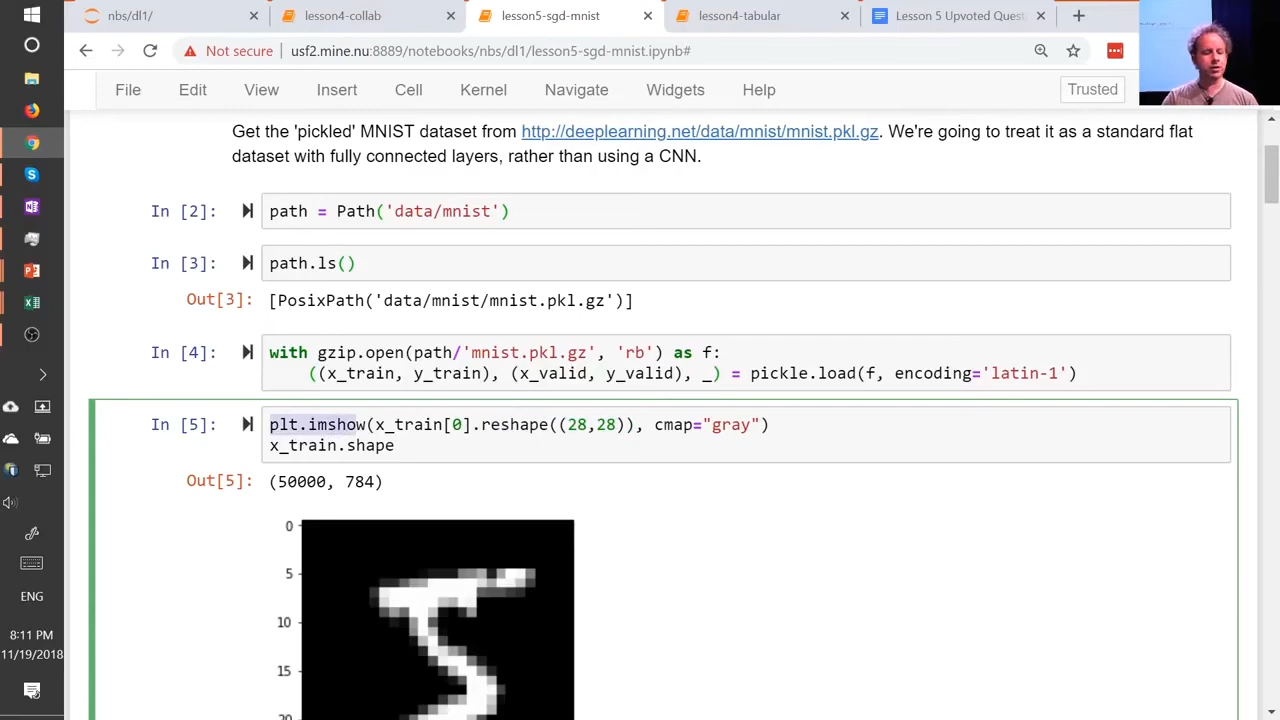 nbs/dl1/
lesson4-collab
lesson5-sgd-mnist
lesson4-tabular
Lesson 5 Upvoted Quest
Not secure
usf2.mine.nu:8889/notebooks/nbs/dl1/lesson5-sgd-mnist.ipynb#
File Edit View Insert Cell Kernel Navigate Widgets Help Trusted
Get the 'pickled' MNIST dataset from http://deeplearning.net/data/mnist/mnist.pkl.gz. We're going to treat it as a standard flat
dataset with fully connected layers, rather than using a CNN.
In [2]: path = Path('data/mnist')
In [3]: path.ls()
Out[3]: [PosixPath('data/mnist/mnist.pkl.gz')]
In [4]: with gzip.open(path/'mnist.pkl.gz', 'rb') as f:
((x_train, y_train), (x_valid, y_valid), _) = pickle.load(f, encoding='latin-1')
In [5]: plt.imshow(x_train[0].reshape((28,28)), cmap="gray")
x_train.shape
Out[5]: (50000, 784)
0
5
10
15
20
ENG
8:11 PM
11/19/2018